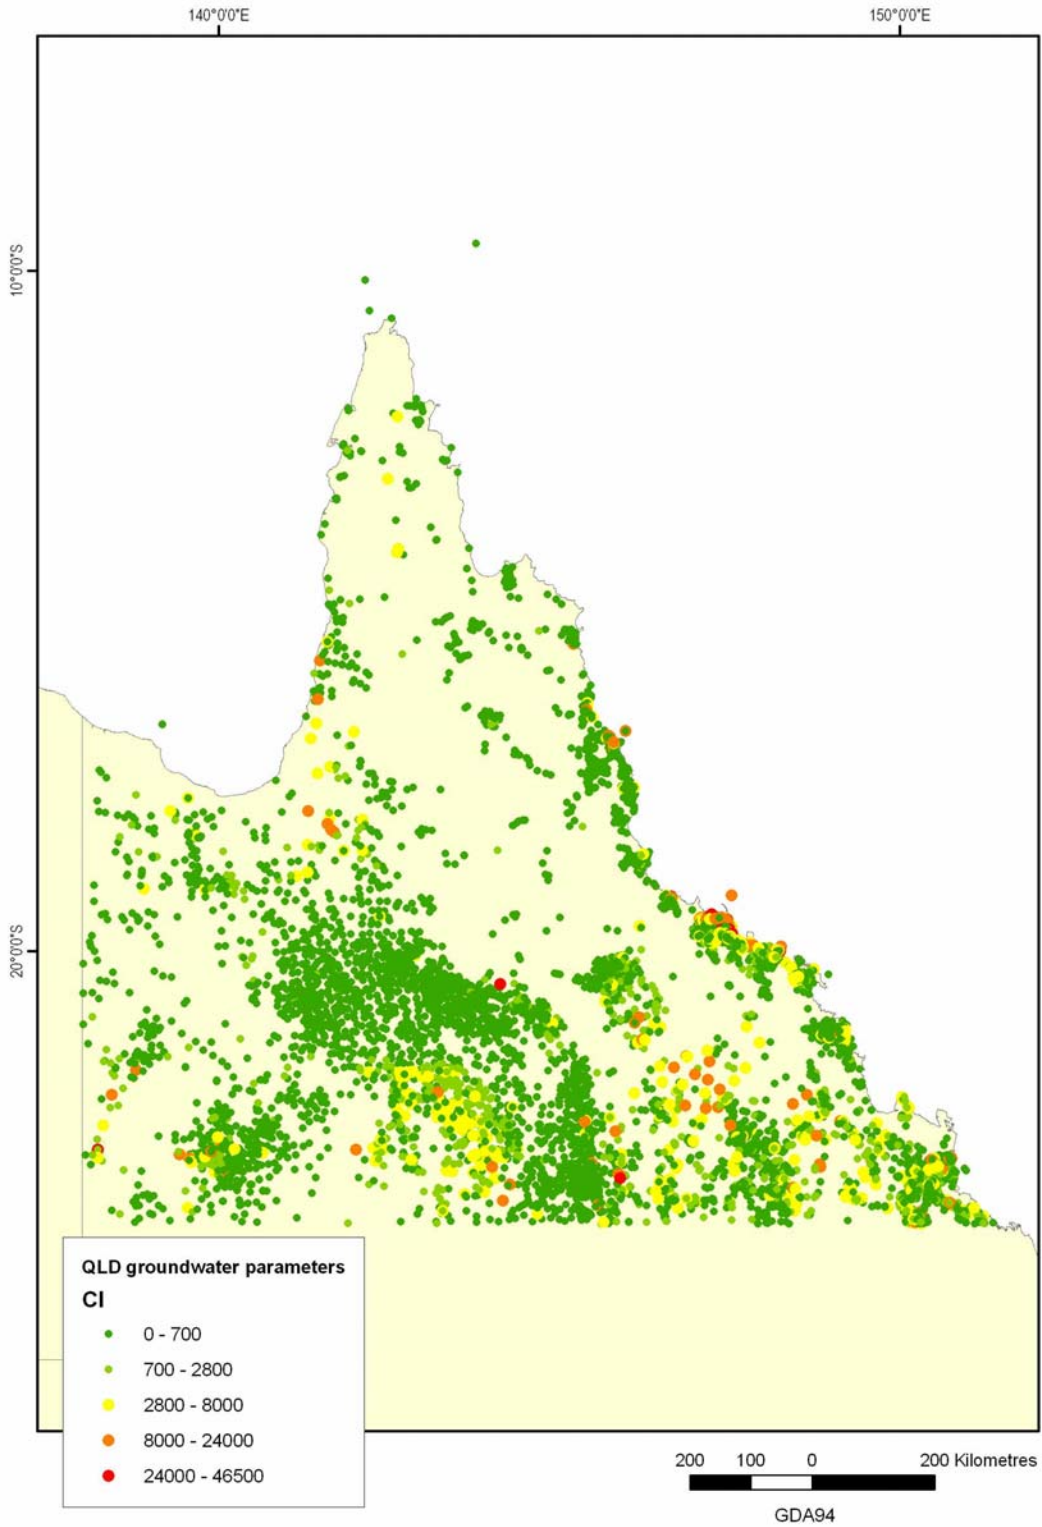 140°0'0"E 150°0'0"E
10°0'0"S
20°0'0"S
QLD groundwater parameters
Cl
0 - 700
700 - 2800
2800 - 8000
8000 - 24000
24000 - 46500
200 100 0 200 Kilometres
GDA94